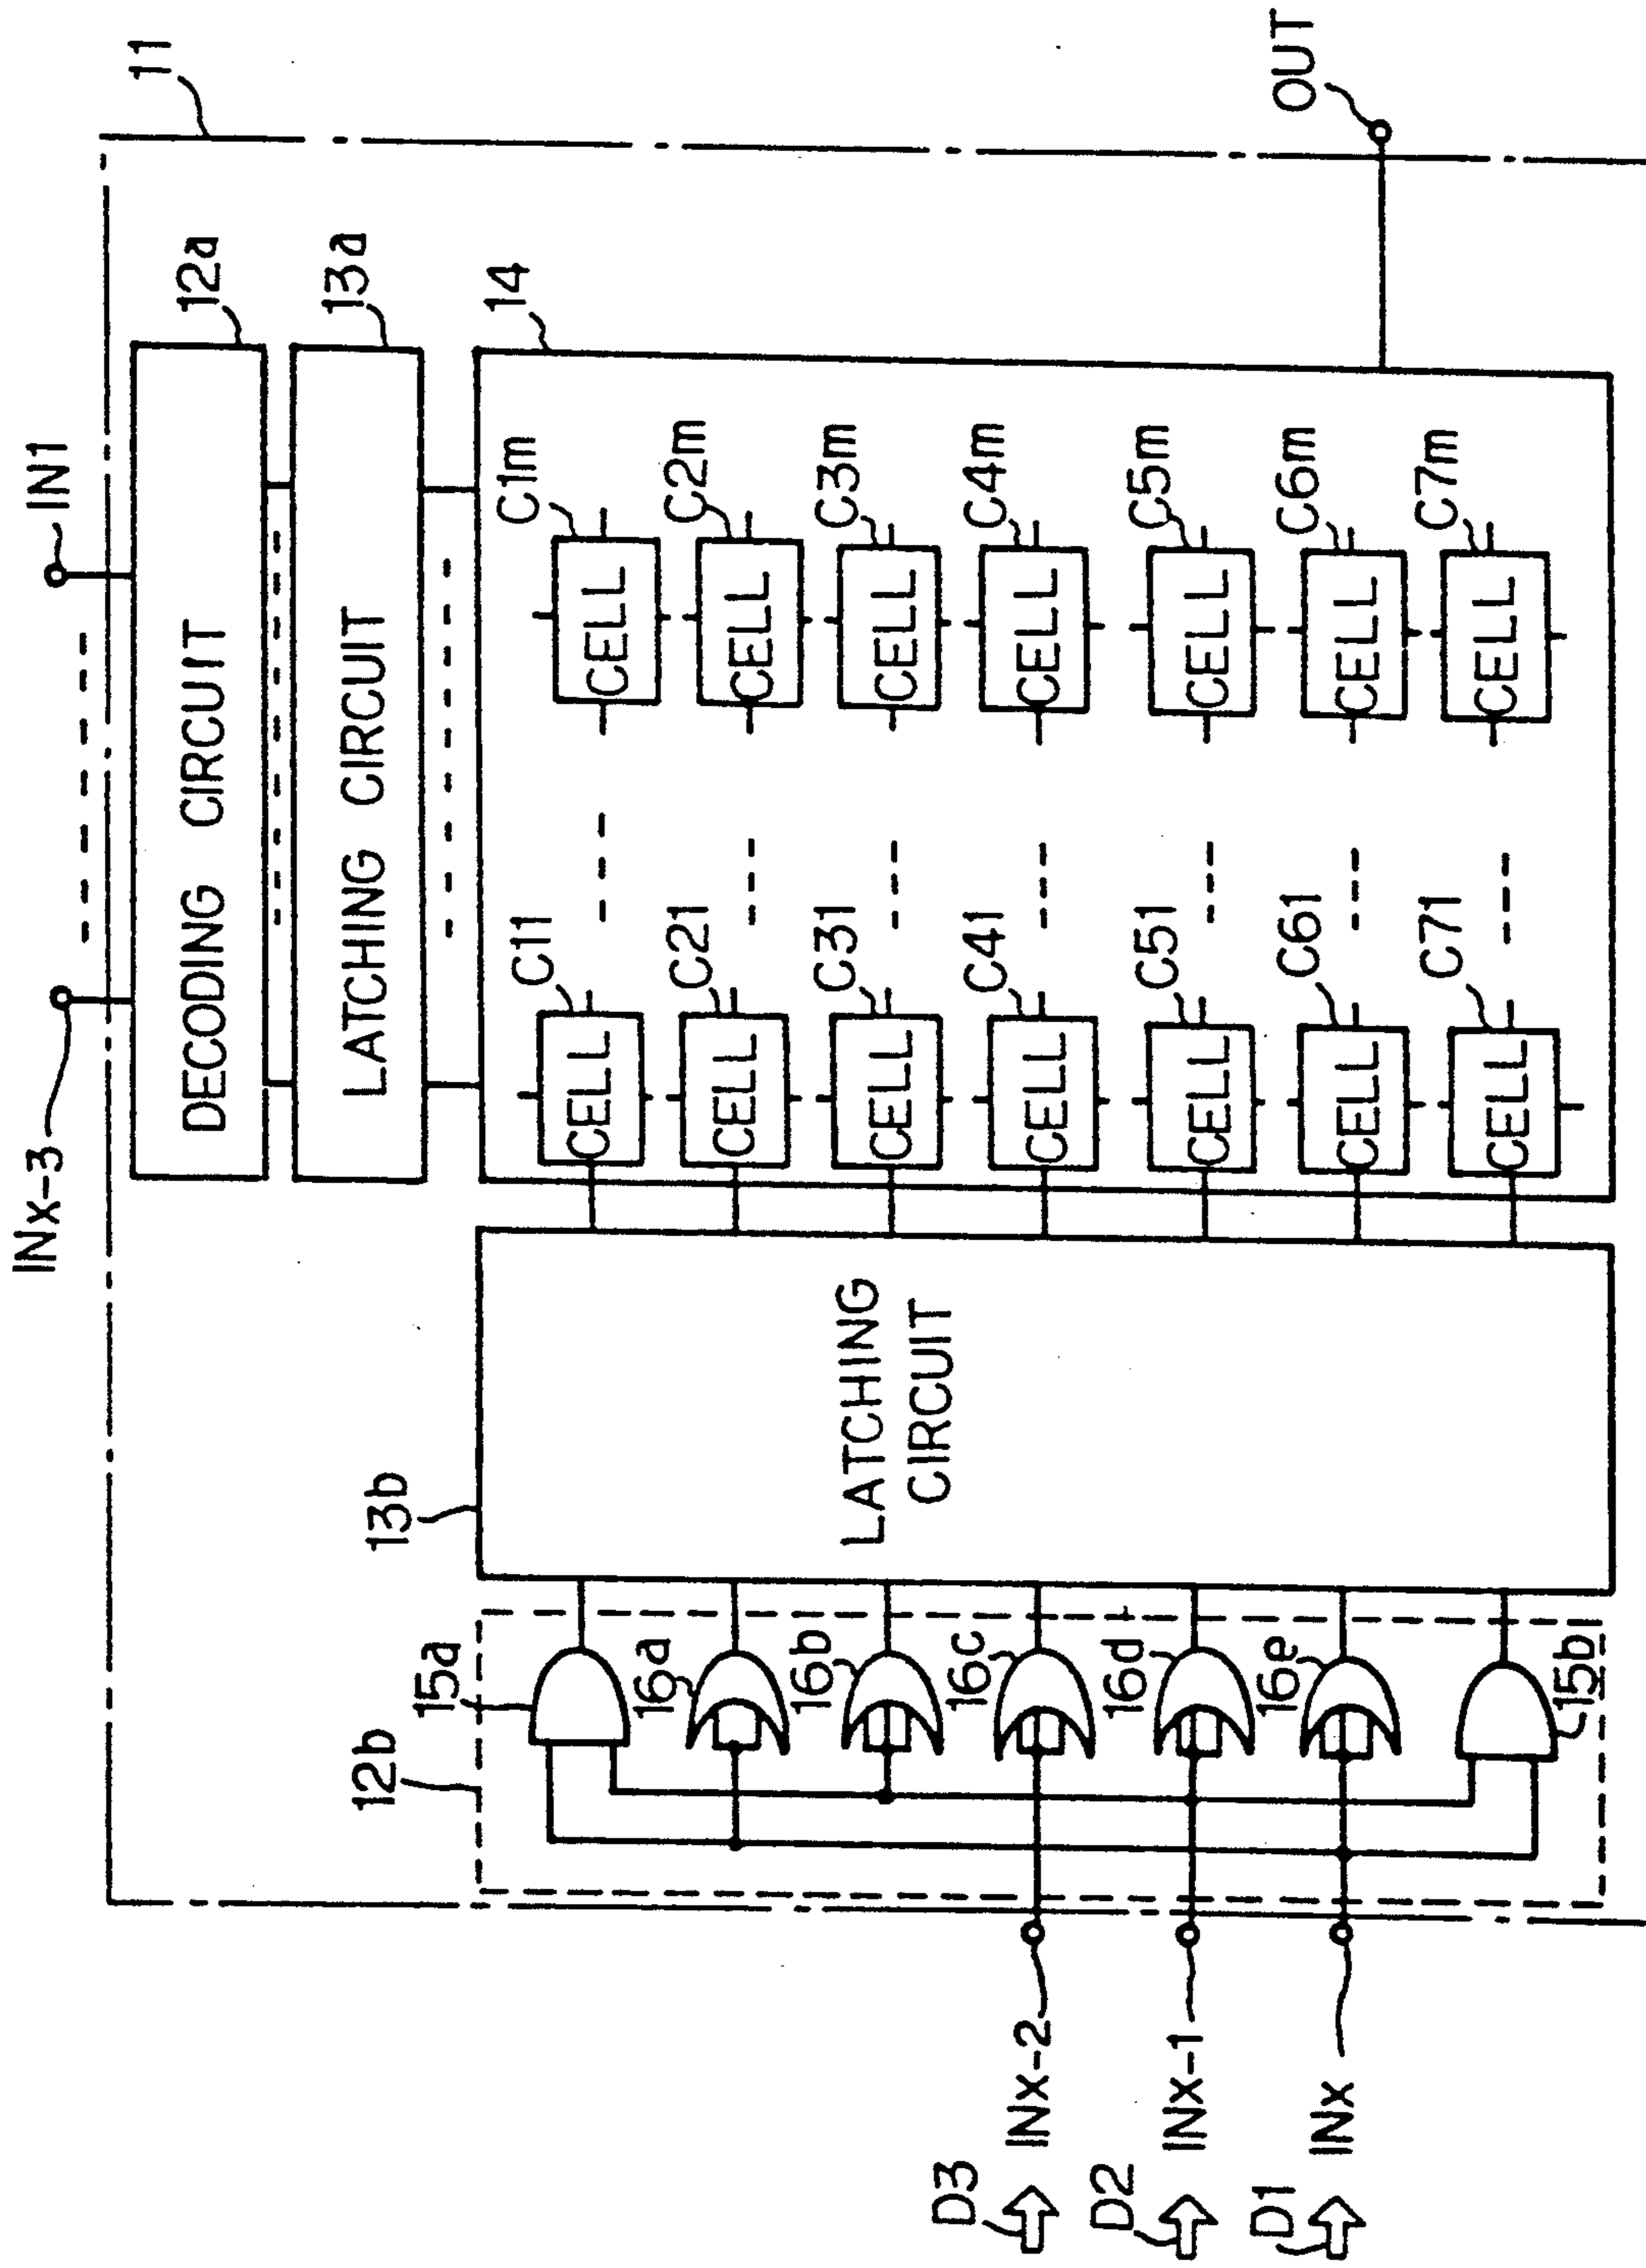 11
IN1
INx-3
12a
DECODING CIRCUIT
13a
LATCHING CIRCUIT
14
OUT
C11
C1m
CELL
CELL
C21
C2m
CELL
CELL
C31
C3m
CELL
CELL
C41
C4m
CELL
CELL
C51
C5m
CELL
CELL
C61
C6m
CELL
CELL
C71
C7m
CELL
CELL
13b
LATCHING
CIRCUIT
12b
15a
16a
16b
16c
16d
16e
15b
D3
INx-2
D2
INx-1
D1
INx